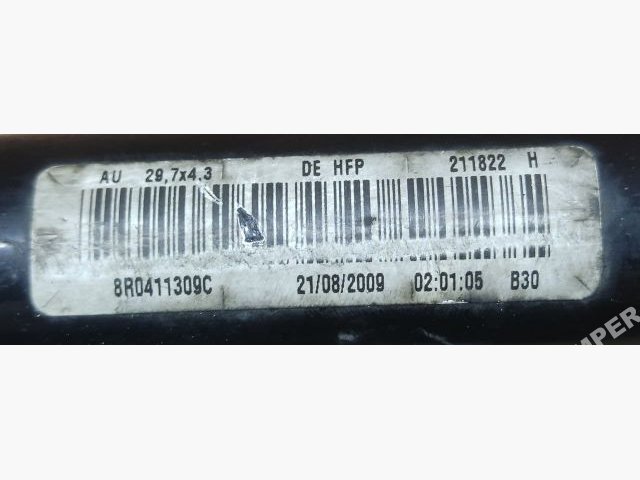 AU 29,7x4,3 DE HFP 211822 H
8R0411309C 21/08/2009 02:01:05 B30